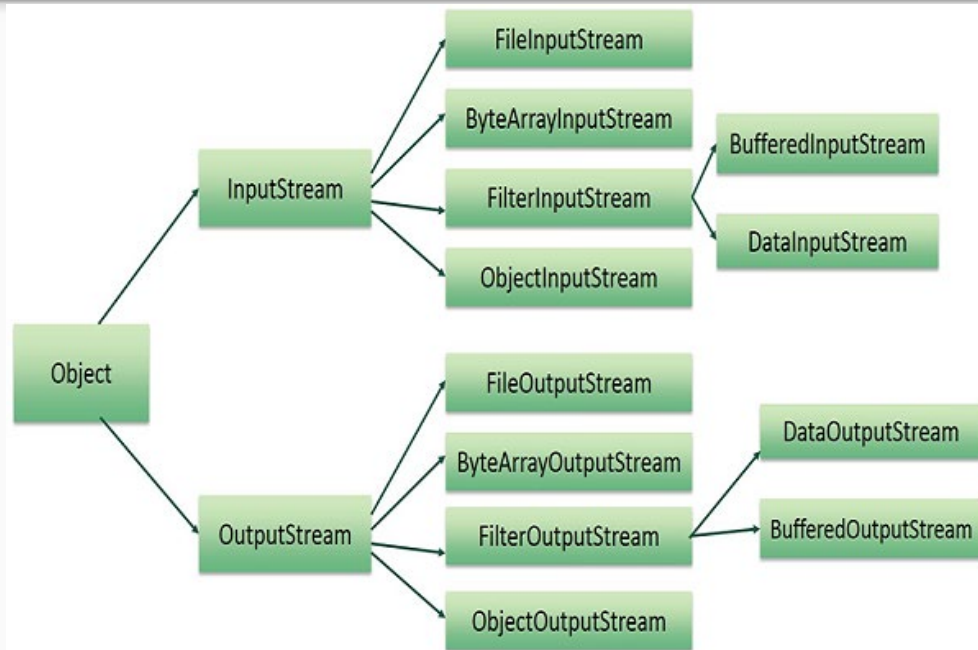 FileInputStream
ByteArrayInputStream
BufferedInputStream
InputStream
FilterInputStream
DataInputStream
ObjectInputStream
Object
FileOutputStream
DataOutputStream
ByteArrayOutputStream
OutputStream
FilterOutputStream
BufferedOutputStream
ObjectOutputStream